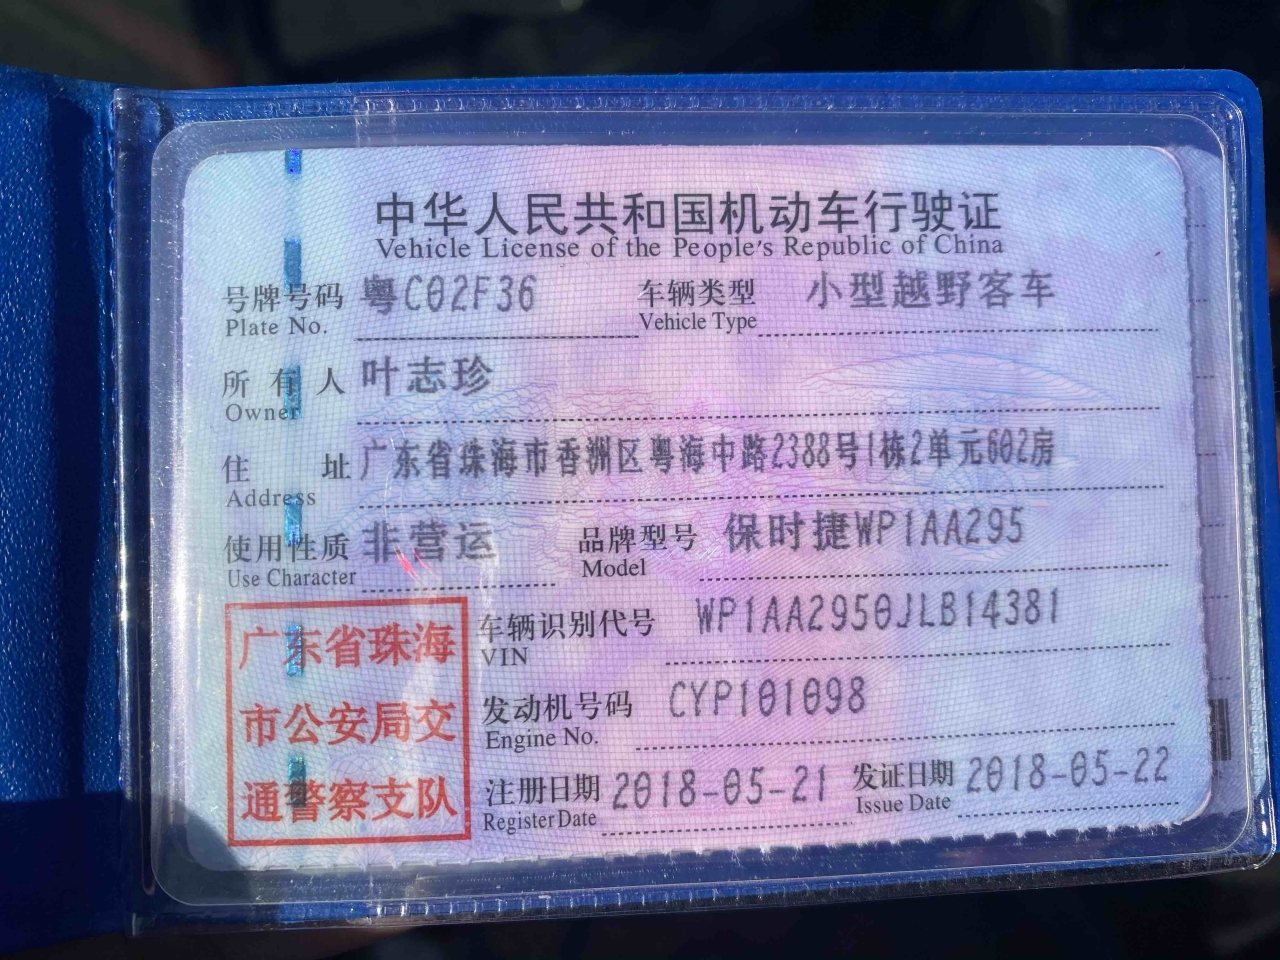 中华人民共和国机动车行驶证
Vehicle License of the People's Republic of China
号牌号码 粤C02F36 车辆类型 小型越野客车
Plate No. Vehicle Type
所有人 叶志珍
Owner
住址 广东省珠海市香洲区粤海中路2388号1栋2单元602房
Address
使用性质 非营运 品牌型号 保时捷WP1AA295
Use Character Model
广东省珠海
市公安局交
通警察支队
车辆识别代号 WP1AA2950JLB14381
VIN
发动机号码 CYP101098
Engine No.
注册日期 2018-05-21 发证日期 2018-05-22
Register Date Issue Date